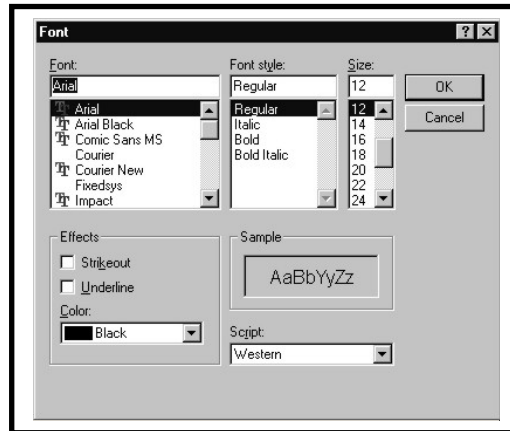 Font
Font: Font style: Size:
Arial Regular 12 OK
Arial Regular 12 Cancel
Arial Black Italic 14
Comic Sans MS Bold 16
Courier Bold Italic 18
Courier New 20
Fixedsys 22
Impact 24
Effects Sample
Strikeout
Underline AaBbYyZz
Color:
Black Script:
Western